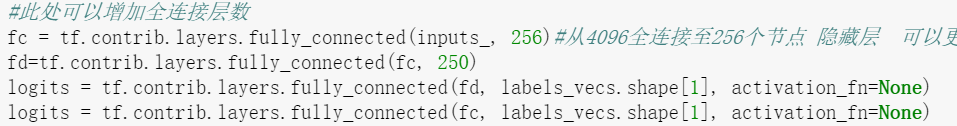 #此处可以增加全连接层数
fc = tf.contrib.layers.fully_connected(inputs_, 256)#从4096全连接至256个节点 隐藏层  可以更
fd=tf.contrib.layers.fully_connected(fc, 250)
logits = tf.contrib.layers.fully_connected(fd, labels_vecs.shape[1], activation_fn=None)
logits = tf.contrib.layers.fully_connected(fc, labels_vecs.shape[1], activation_fn=None)